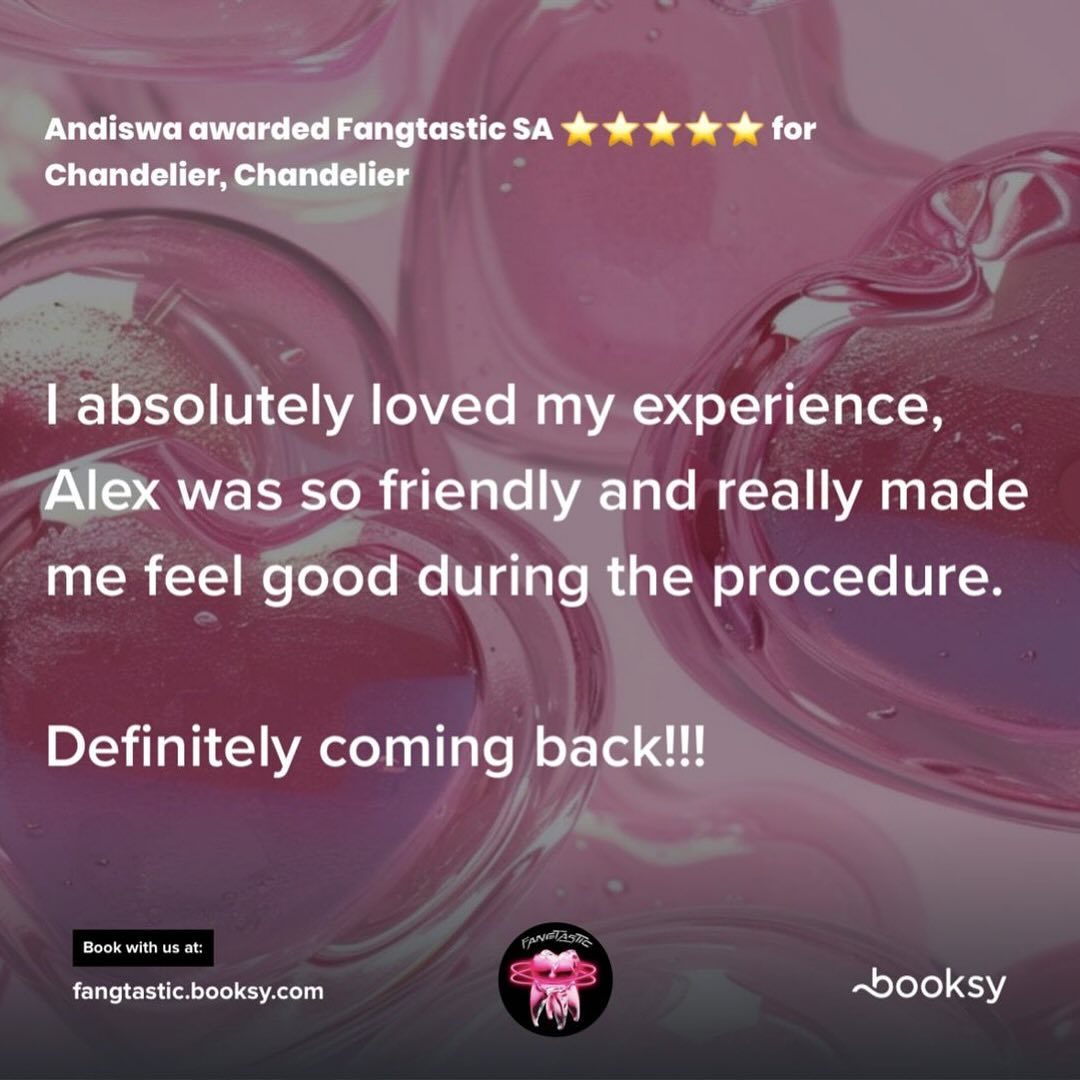 Andiswa awarded Fangtastic SA ⭐⭐⭐⭐⭐ for
Chandelier, Chandelier
I absolutely loved my experience,
Alex was so friendly and really made
me feel good during the procedure.
Definitely coming back!!!
Book with us at:
fangtastic.booksy.com
FANGTASTIC
booksy